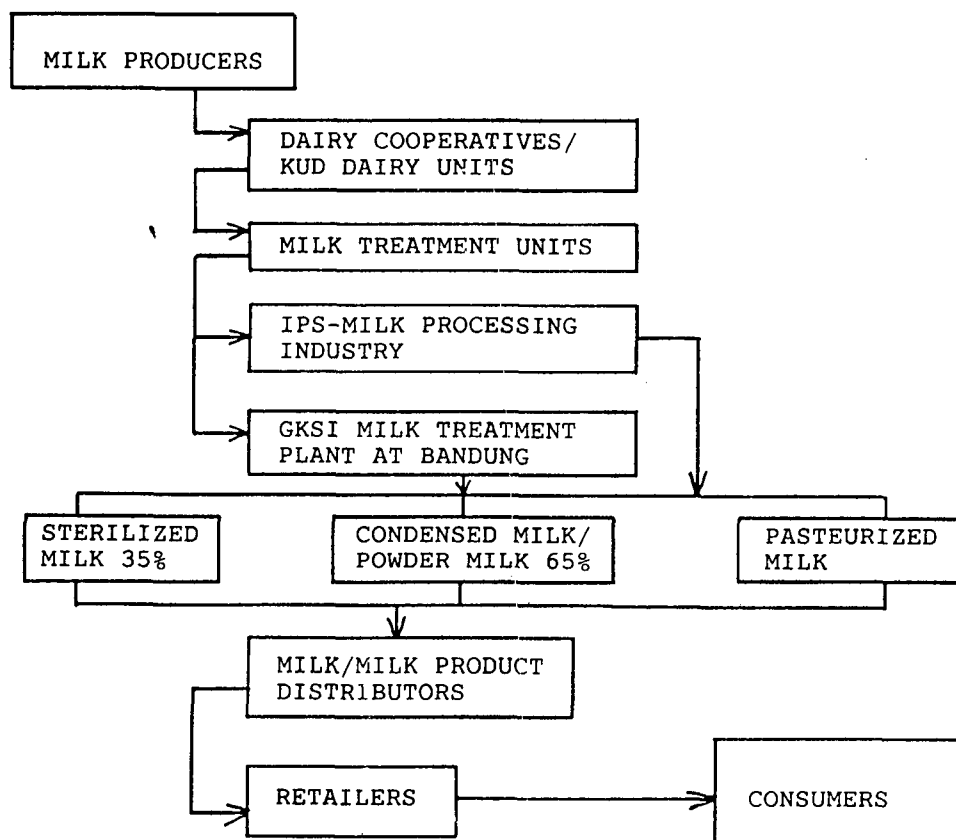 MILK PRODUCERS
DAIRY COOPERATIVES/
KUD DAIRY UNITS
MILK TREATMENT UNITS
IPS-MILK PROCESSING
INDUSTRY
GKSI MILK TREATMENT
PLANT AT BANDUNG
STERILIZED
MILK 35%
CONDENSED MILK/
POWDER MILK 65%
PASTEURIZED
MILK
MILK/MILK PRODUCT
DISTRIBUTORS
RETAILERS
CONSUMERS